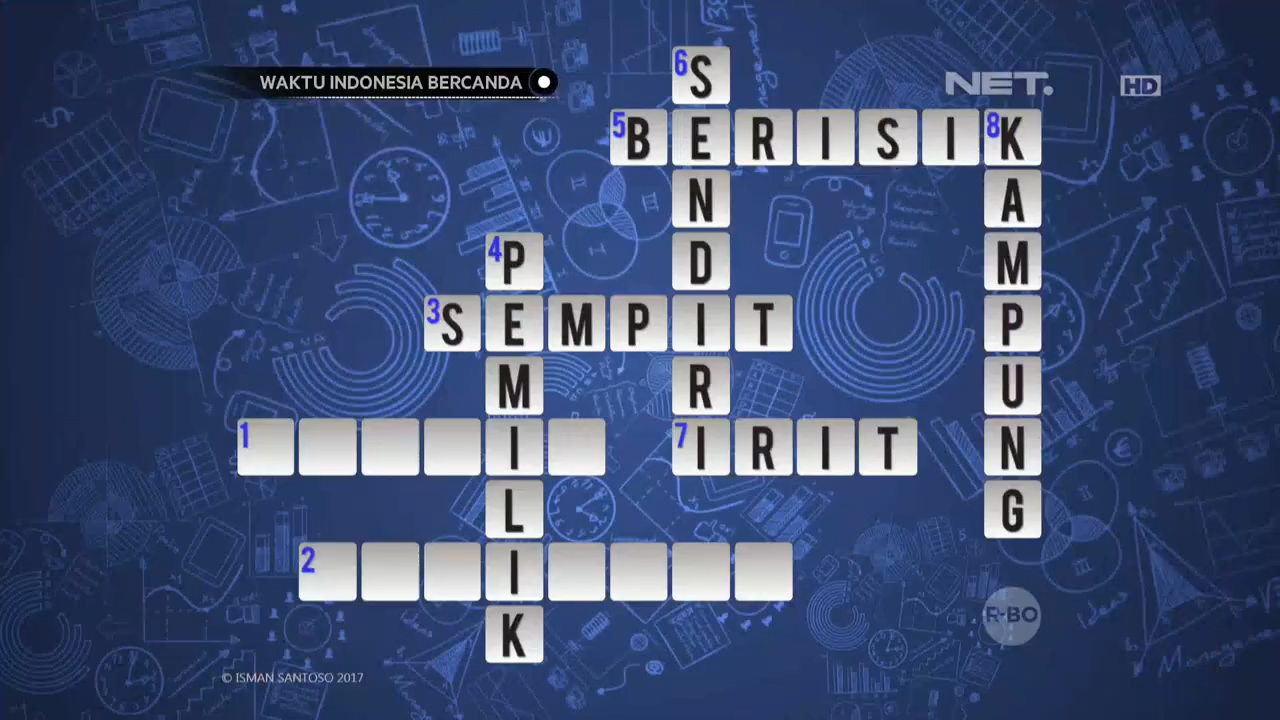 WAKTU INDONESIA BERCANDA
NET.
HD
6 S
5 B E R I S I 8 K
N A
4 P D M
3 S E M P I T P
M R U
1 I 7 I R I T N
L G
2 I
K
R-BO
© ISMAN SANTOSO 2017